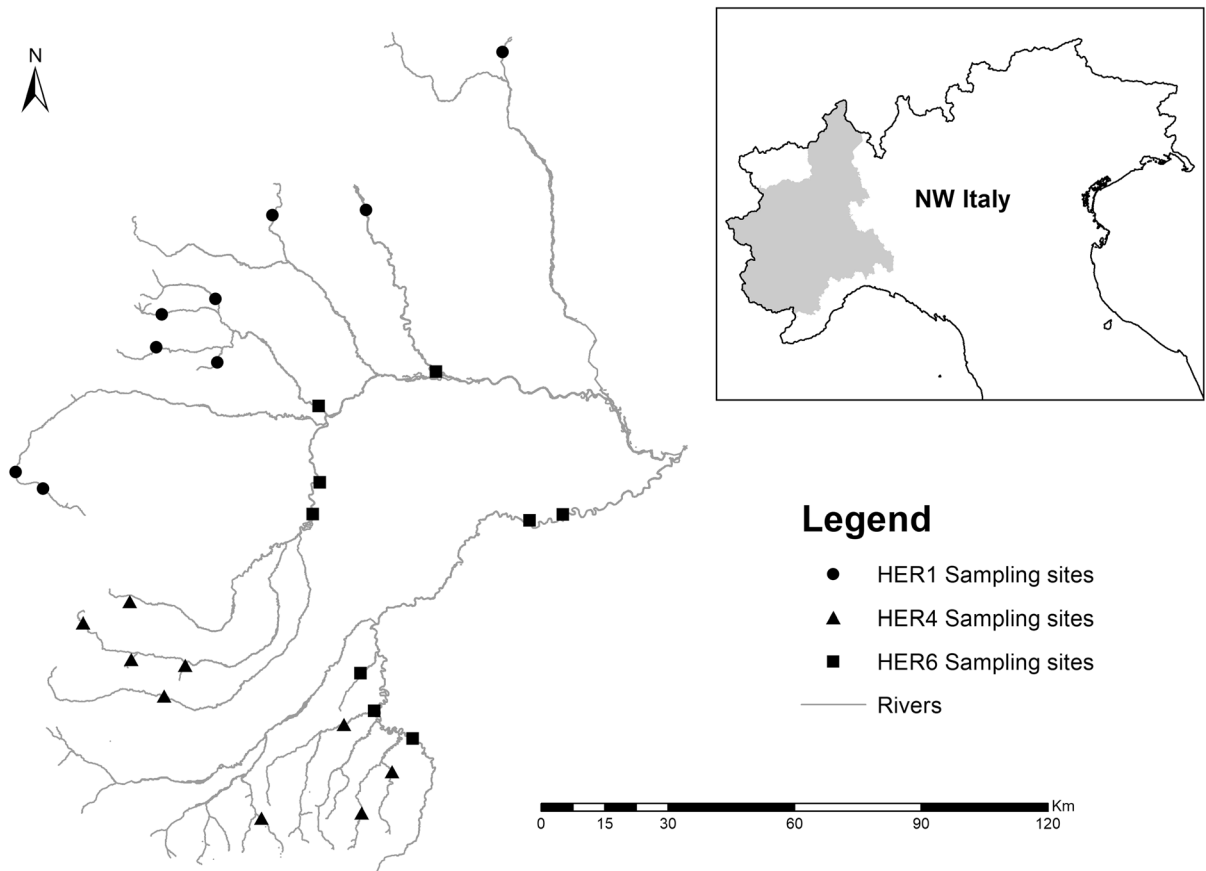 N
NW Italy
Legend
HER1 Sampling sites
HER4 Sampling sites
HER6 Sampling sites
Rivers
Km
0 15 30 60 90 120